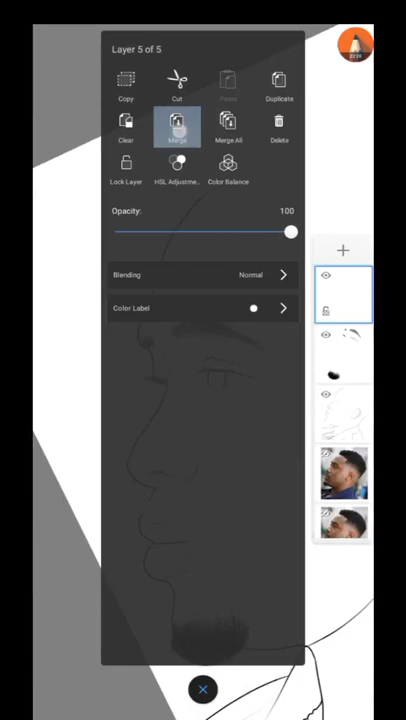 Layer 5 of 5
Copy
Cut
Paste
Duplicate
Clear
Merge
Merge All
Delete
Lock Layer
HSL Adjustme...
Color Balance
Opacity:
100
Blending
Normal
Color Label